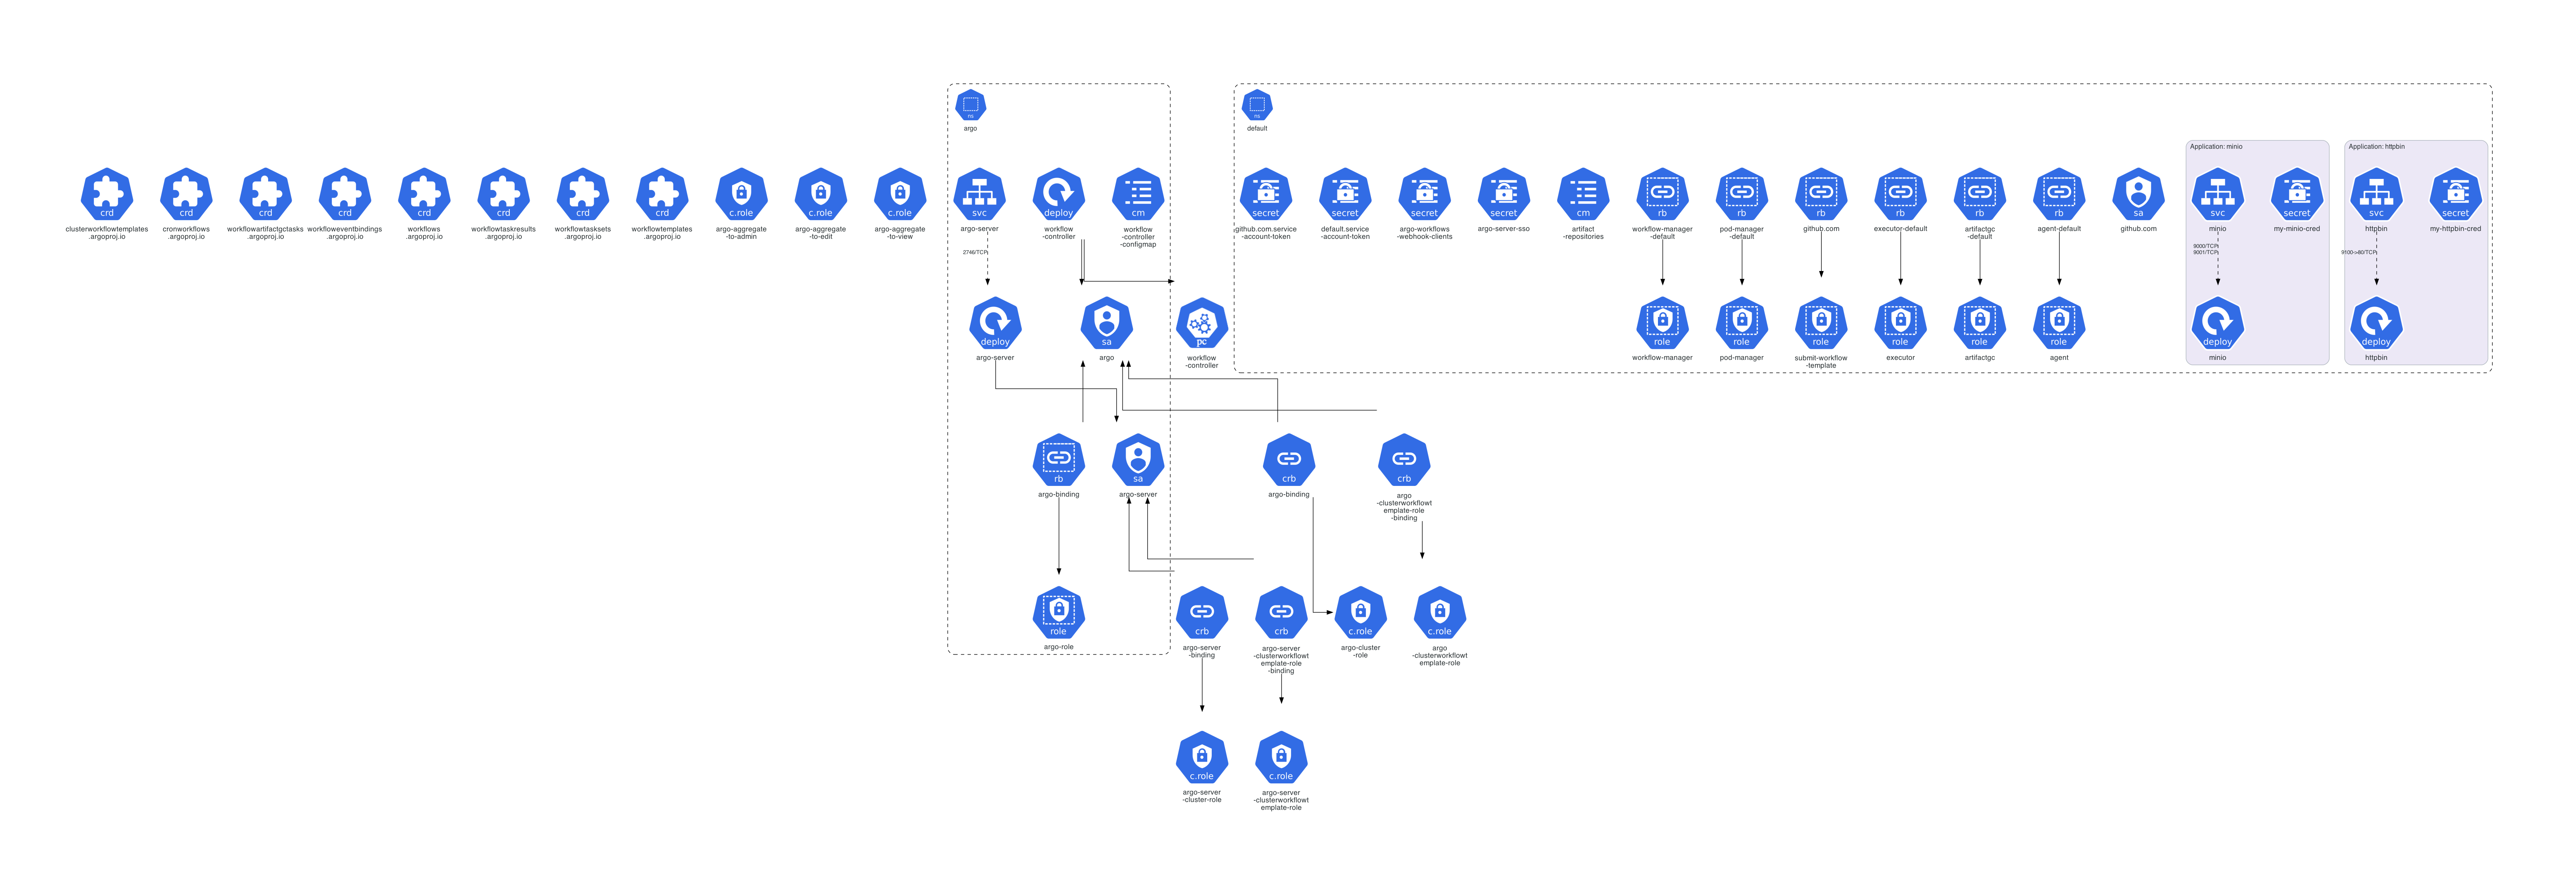 ns
argo
ns
default
Application: minio
Application: httpbin
crd
clusterworkflowtemplates
.argoproj.io
crd
cronworkflows
.argoproj.io
crd
workflowartifactgctasks
.argoproj.io
crd
workfloweventbindings
.argoproj.io
crd
workflows
.argoproj.io
crd
workflowtaskresults
.argoproj.io
crd
workflowtasksets
.argoproj.io
crd
workflowtemplates
.argoproj.io
c.role
argo-aggregate
-to-admin
c.role
argo-aggregate
-to-edit
c.role
argo-aggregate
-to-view
svc
argo-server
deploy
workflow
-controller
cm
workflow
-controller
-configmap
secret
github.com.service
-account-token
secret
default.service
-account-token
secret
argo-workflows
-webhook-clients
secret
argo-server-sso
cm
artifact
-repositories
rb
workflow-manager
-default
rb
pod-manager
-default
rb
github.com
rb
executor-default
rb
artifactgc
-default
rb
agent-default
sa
github.com
svc
minio
secret
my-minio-cred
svc
httpbin
secret
my-httpbin-cred
2746/TCP
9000/TCP
9001/TCP
9100->80/TCP
deploy
argo-server
sa
argo
pc
workflow
-controller
role
workflow-manager
role
pod-manager
role
submit-workflow
-template
role
executor
role
artifactgc
role
agent
deploy
minio
deploy
httpbin
rb
argo-binding
sa
argo-server
crb
argo-binding
crb
argo
-clusterworkflowt
emplate-role
-binding
role
argo-role
crb
argo-server
-binding
crb
argo-server
-clusterworkflowt
emplate-role
-binding
c.role
argo-cluster
-role
c.role
argo
-clusterworkflowt
emplate-role
c.role
argo-server
-cluster-role
c.role
argo-server
-clusterworkflowt
emplate-role